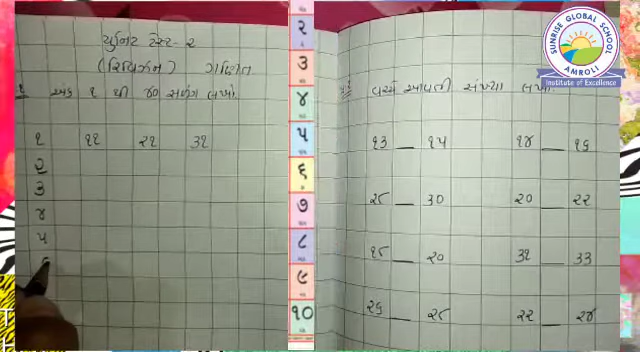 યુનિટ ટેસ્ટ - ૨
(રિવિઝન) ગણિત
૧ અંક ૧ થી ૪૦ સળંગ લખો
૧ ૧૧ ૨૧ ૩૧
૨
૩
૪
૫
૨
૩
૪
૫
૬
૭
૮
૯
૧૦
વચ્ચે આવતી સંખ્યા લખો
૧૩ __ ૧૫ ૧૪ __ ૧૬
૨૮ __ ૩૦ ૨૦ __ ૨૨
૧૮ __ ૨૦ ૩૧ __ ૩૩
૨૬ __ ૨૮ ૨૨ __ ૨૪
SUNRISE GLOBAL SCHOOL
AMROLI
Institute of Excellence